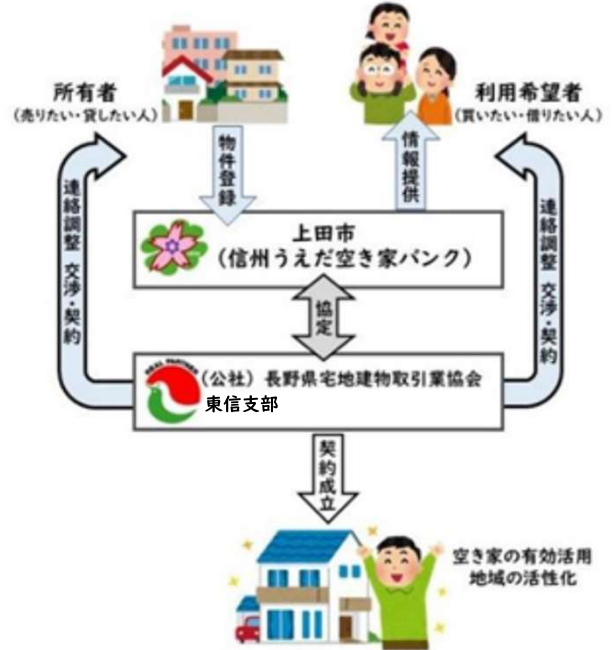 所有者
（売りたい・貸したい人）
利用希望者
（買いたい・借りたい人）
物件登録
情報提供
上田市
（信州うえだ空き家バンク）
連絡調整 交渉・契約
連絡調整 交渉・契約
協定
REAL PARTNER
（公社）長野県宅地建物取引業協会
東信支部
契約成立
空き家の有効活用
地域の活性化